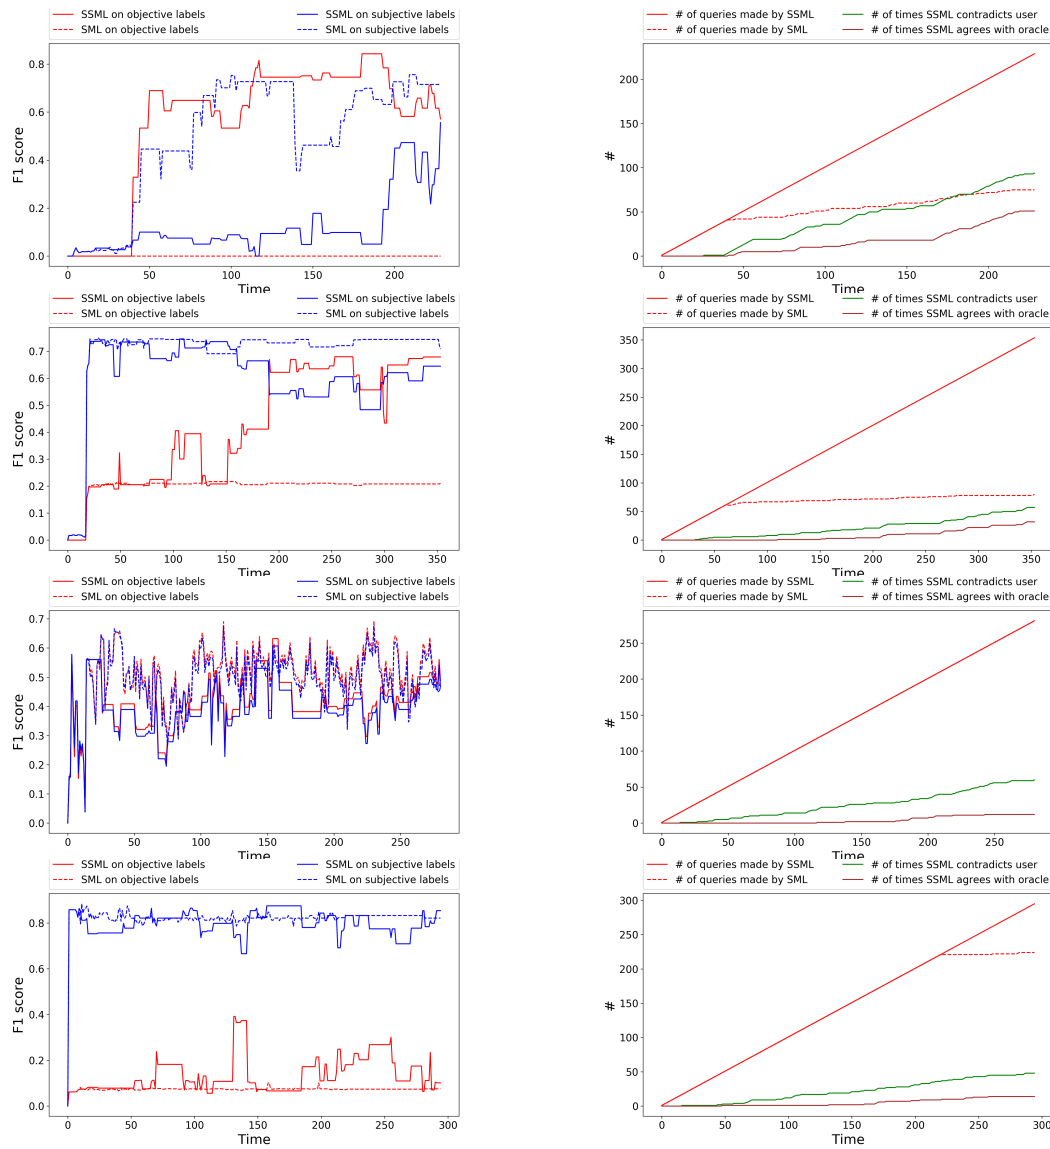 SSML on objective labels SSML on subjective labels
SML on objective labels SML on subjective labels
0.8
0.6
0.4
0.2
0.0
F1 score
0 50 100 150 200
Time
# of queries made by SSML # of times SSML contradicts user
# of queries made by SML # of times SSML agrees with oracle
200
150
100
50
0
#
0 50 100 150 200
Time
SSML on objective labels SSML on subjective labels
SML on objective labels SML on subjective labels
0.7
0.6
0.5
0.4
0.3
0.2
0.1
0.0
F1 score
0 50 100 150 200 250 300 350
Time
# of queries made by SSML # of times SSML contradicts user
# of queries made by SML # of times SSML agrees with oracle
350
300
250
200
150
100
50
0
#
0 50 100 150 200 250 300 350
Time
SSML on objective labels SSML on subjective labels
SML on objective labels SML on subjective labels
0.7
0.6
0.5
0.4
0.3
0.2
0.1
0.0
F1 score
0 50 100 150 200 250
Time
# of queries made by SSML # of times SSML contradicts user
# of queries made by SML # of times SSML agrees with oracle
250
200
150
100
50
0
#
0 50 100 150 200 250
Time
SSML on objective labels SSML on subjective labels
SML on objective labels SML on subjective labels
0.8
0.6
0.4
0.2
0.0
F1 score
0 50 100 150 200 250 300
Time
# of queries made by SSML # of times SSML contradicts user
# of queries made by SML # of times SSML agrees with oracle
300
250
200
150
100
50
0
#
0 50 100 150 200 250 300
Time